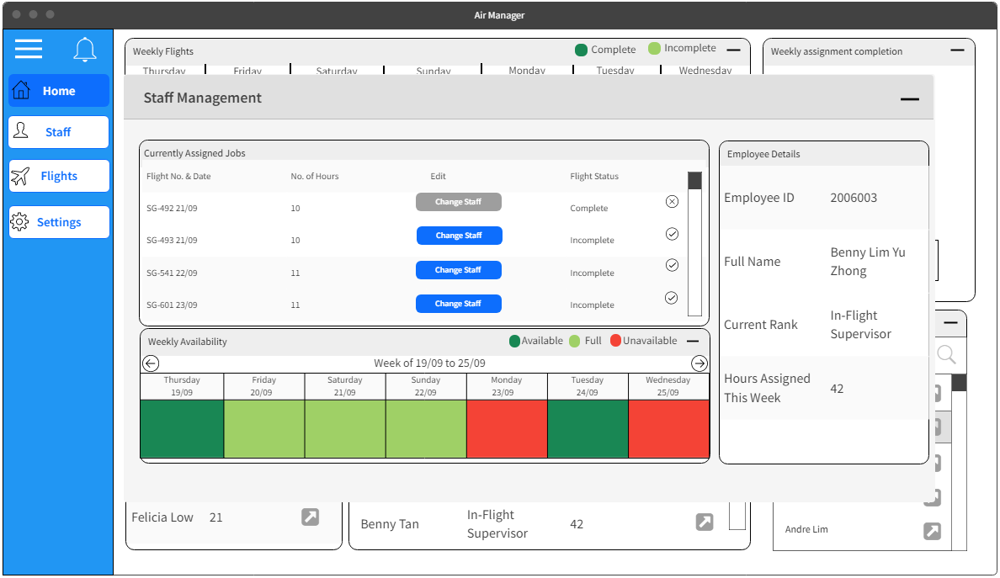 Air Manager
Home
Staff
Flights
Settings
Weekly Flights
Complete
Incomplete
Thursday Friday Saturday Sunday Monday Tuesday Wednesday
Weekly assignment completion
Staff Management
Currently Assigned Jobs
Flight No. & Date No. of Hours Edit Flight Status
SG-492 21/09 10 Change Staff Complete
SG-493 21/09 10 Change Staff Incomplete
SG-541 22/09 11 Change Staff Incomplete
SG-601 23/09 11 Change Staff Incomplete
Weekly Availability
Available Full Unavailable
Week of 19/09 to 25/09
Thursday Friday Saturday Sunday Monday Tuesday Wednesday
19/09 20/09 21/09 22/09 23/09 24/09 25/09
Employee Details
Employee ID 2006003
Full Name Benny Lim Yu
Zhong
Current Rank In-Flight
Supervisor
Hours Assigned
This Week 42
Felicia Low 21
Benny Tan In-Flight
Supervisor 42
Andre Lim